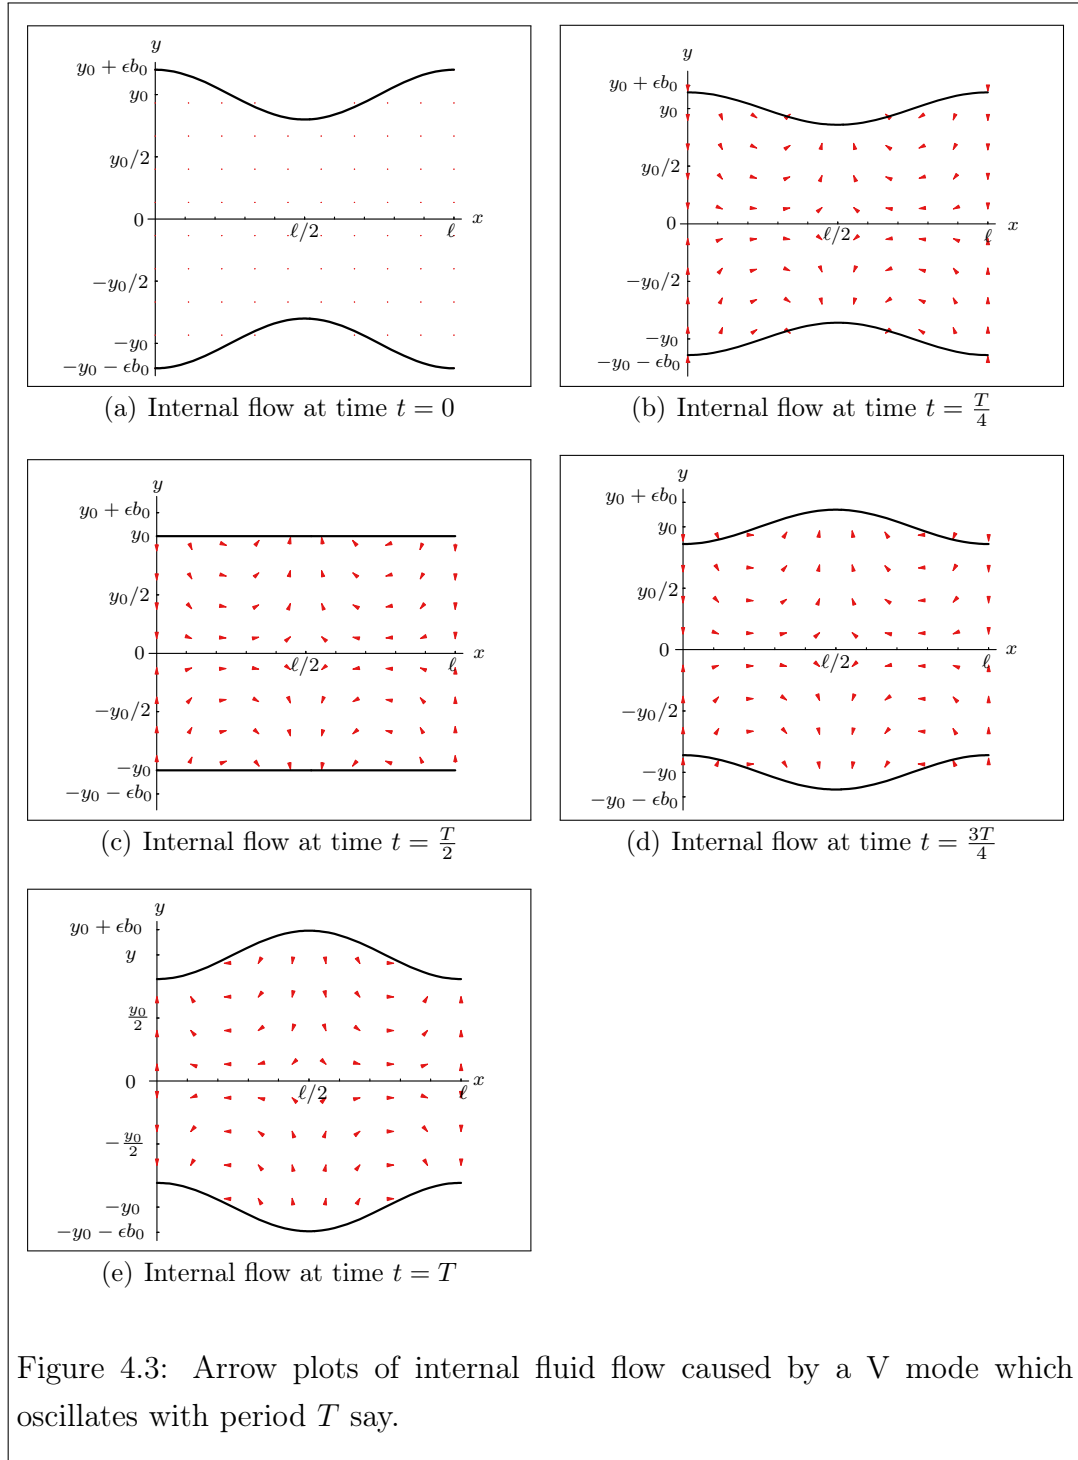 y
y₀ + ϵb₀
y₀
y₀/2
0
ℓ/2
ℓ
x
−y₀/2
−y₀
−y₀ − ϵb₀
(a) Internal flow at time t = 0
y
y₀ + ϵb₀
y₀
y₀/2
0
ℓ/2
ℓ
x
−y₀/2
−y₀
−y₀ − ϵb₀
(b) Internal flow at time t = T/4
y
y₀ + ϵb₀
y₀
y₀/2
0
ℓ/2
ℓ
x
−y₀/2
−y₀
−y₀ − ϵb₀
(c) Internal flow at time t = T/2
y
y₀ + ϵb₀
y₀
y₀/2
0
ℓ/2
ℓ
x
−y₀/2
−y₀
−y₀ − ϵb₀
(d) Internal flow at time t = 3T/4
y
y₀ + ϵb₀
y
y₀/2
0
ℓ/2
ℓ
x
−y₀/2
−y₀
−y₀ − ϵb₀
(e) Internal flow at time t = T
Figure 4.3: Arrow plots of internal fluid flow caused by a V mode which
oscillates with period T say.